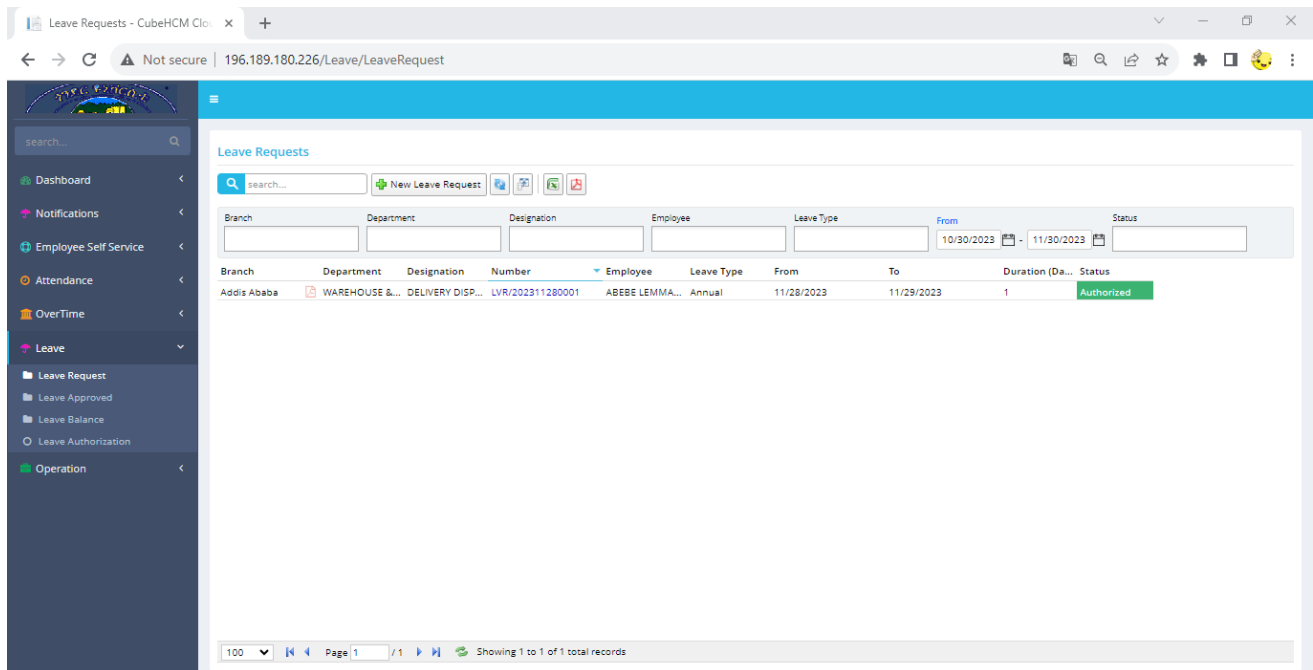 Leave Requests - CubeHCM Clou
Not secure | 196.189.180.226/Leave/LeaveRequest
search...
Dashboard
Notifications
Employee Self Service
Attendance
OverTime
Leave
Leave Request
Leave Approved
Leave Balance
Leave Authorization
Operation
Leave Requests
search... New Leave Request
Branch Department Designation Employee Leave Type From Status
10/30/2023 - 11/30/2023
Branch Department Designation Number Employee Leave Type From To Duration (Da... Status
Addis Ababa WAREHOUSE &... DELIVERY DISP... LVR/202311280001 ABEBE LEMMA... Annual 11/28/2023 11/29/2023 1 Authorized
100 Page 1 / 1 Showing 1 to 1 of 1 total records